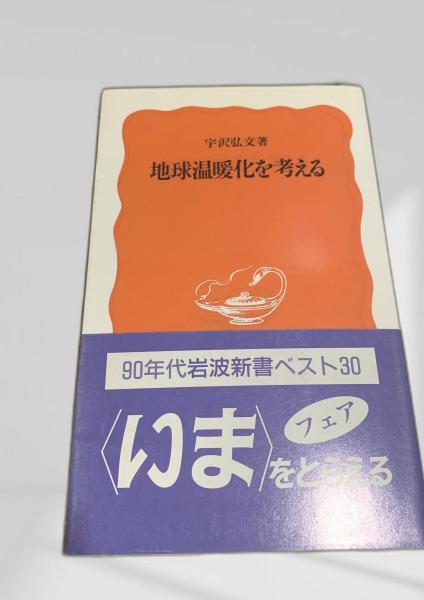 宇沢弘文著
地球温暖化を考える
90年代岩波新書ベスト30
〈いま〉をとらえる
フェア